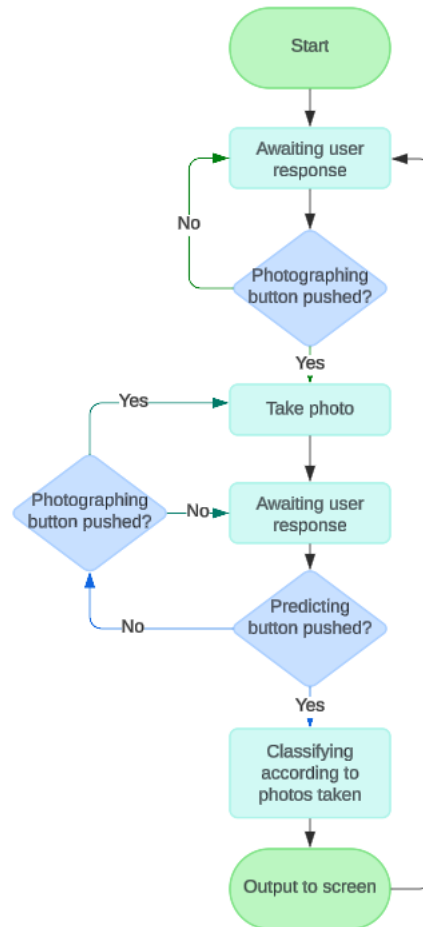 Start
Awaiting user
response
No
Photographing
button pushed?
Yes
Yes
Take photo
Photographing
button pushed?
No
Awaiting user
response
Predicting
button pushed?
No
Yes
Classifying
according to
photos taken
Output to screen